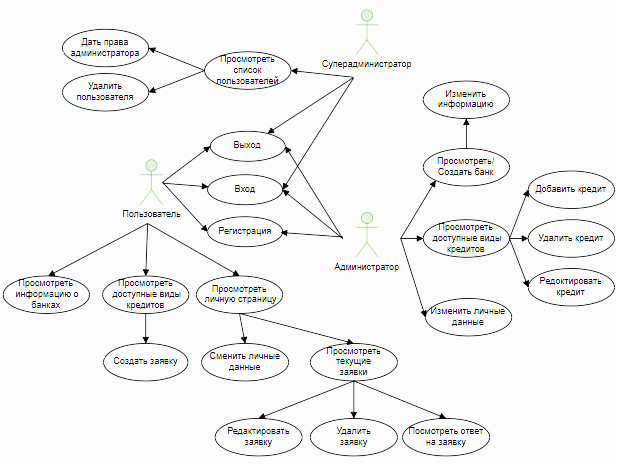 Дать права
администратора
Удалить
пользователя
Просмотреть
список
пользователей
Суперадминистратор
Изменить
информацию
Выход
Вход
Регистрация
Пользователь
Администратор
Просмотреть/
Создать банк
Просмотреть
доступные виды
кредитов
Добавить кредит
Удалить кредит
Редоктировать
кредит
Изменить личные
данные
Просмотреть
информацию о
банках
Просмотреть
доступные виды
кредитов
Просмотреть
личную страницу
Создать заявку
Сменить личные
данные
Просмотреть
текущие
заявки
Редактировать
заявку
Удалить
заявку
Посмотреть ответ
на заявку